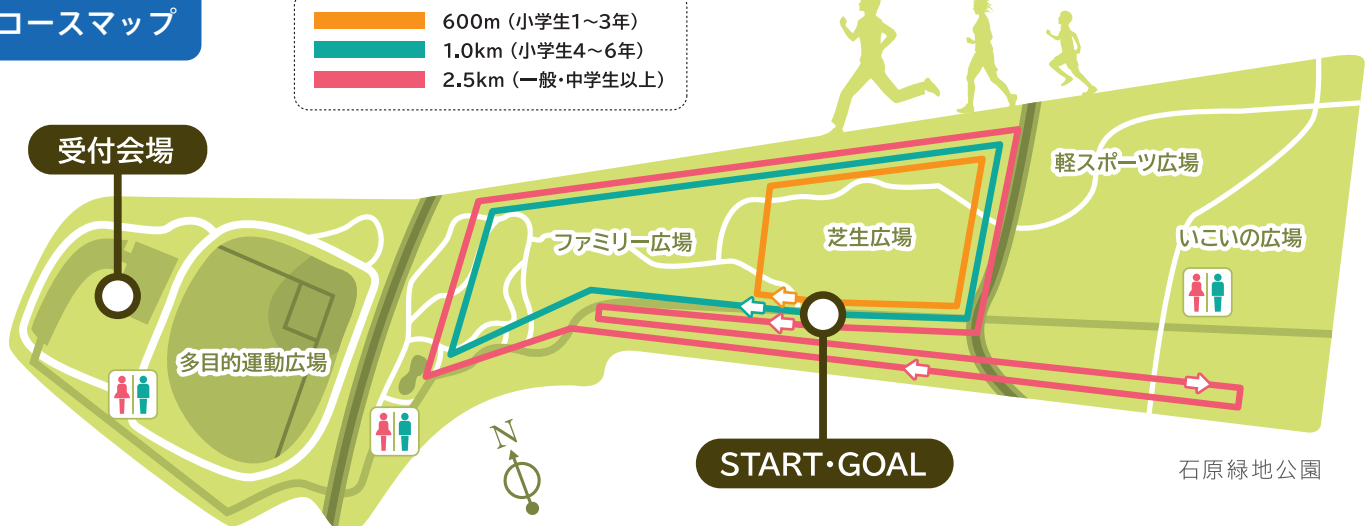 コースマップ
600m（小学生1～3年）
1.0km（小学生4～6年）
2.5km（一般・中学生以上）
受付会場
軽スポーツ広場
ファミリー広場
芝生広場
いこいの広場
多目的運動広場
N
START・GOAL
石原緑地公園